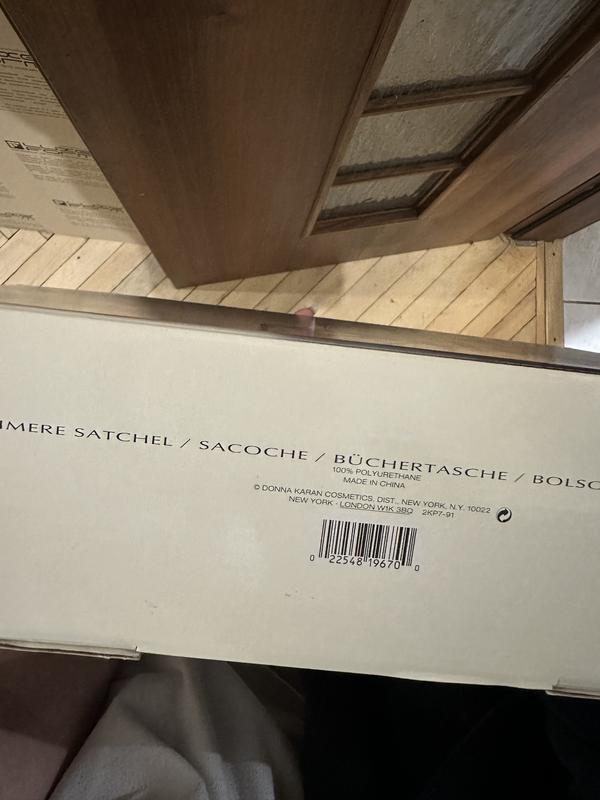 MERE SATCHEL / SACOCHE / BÜCHERTASCHE / BOLSO
100% POLYURETHANE
MADE IN CHINA
© DONNA KARAN COSMETICS, DIST., NEW YORK, N.Y. 10022
NEW YORK · LONDON W1K 3BQ 2KP7-91
0 22548 19670 0